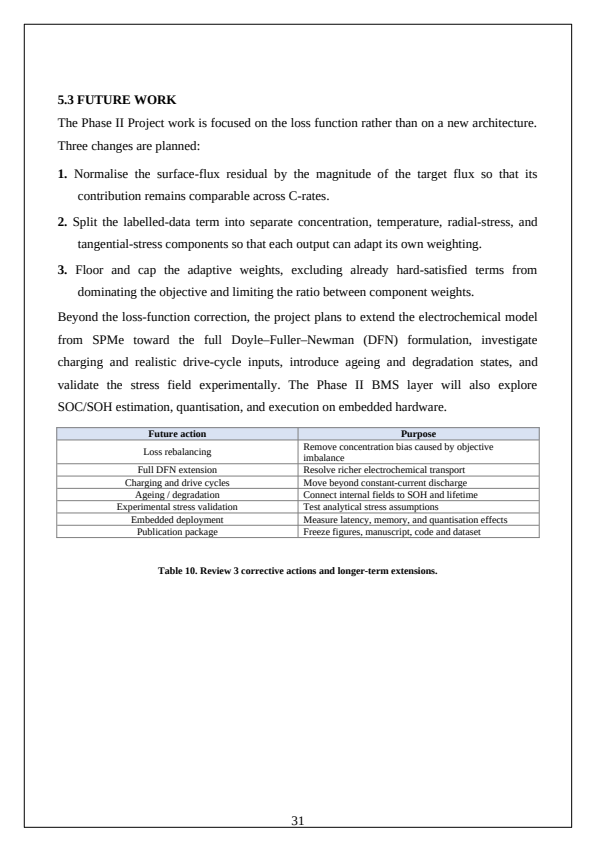 5.3 FUTURE WORK
The Phase II Project work is focused on the loss function rather than on a new architecture.
Three changes are planned:
1. Normalise the surface-flux residual by the magnitude of the target flux so that its
contribution remains comparable across C-rates.
2. Split the labelled-data term into separate concentration, temperature, radial-stress, and
tangential-stress components so that each output can adapt its own weighting.
3. Floor and cap the adaptive weights, excluding already hard-satisfied terms from
dominating the objective and limiting the ratio between component weights.
Beyond the loss-function correction, the project plans to extend the electrochemical model
from SPMe toward the full Doyle–Fuller–Newman (DFN) formulation, investigate
charging and realistic drive-cycle inputs, introduce ageing and degradation states, and
validate the stress field experimentally. The Phase II BMS layer will also explore
SOC/SOH estimation, quantisation, and execution on embedded hardware.
Future action Purpose
Loss rebalancing Remove concentration bias caused by objective
imbalance
Full DFN extension Resolve richer electrochemical transport
Charging and drive cycles Move beyond constant-current discharge
Ageing / degradation Connect internal fields to SOH and lifetime
Experimental stress validation Test analytical stress assumptions
Embedded deployment Measure latency, memory, and quantisation effects
Publication package Freeze figures, manuscript, code and dataset
Table 10. Review 3 corrective actions and longer-term extensions.
31